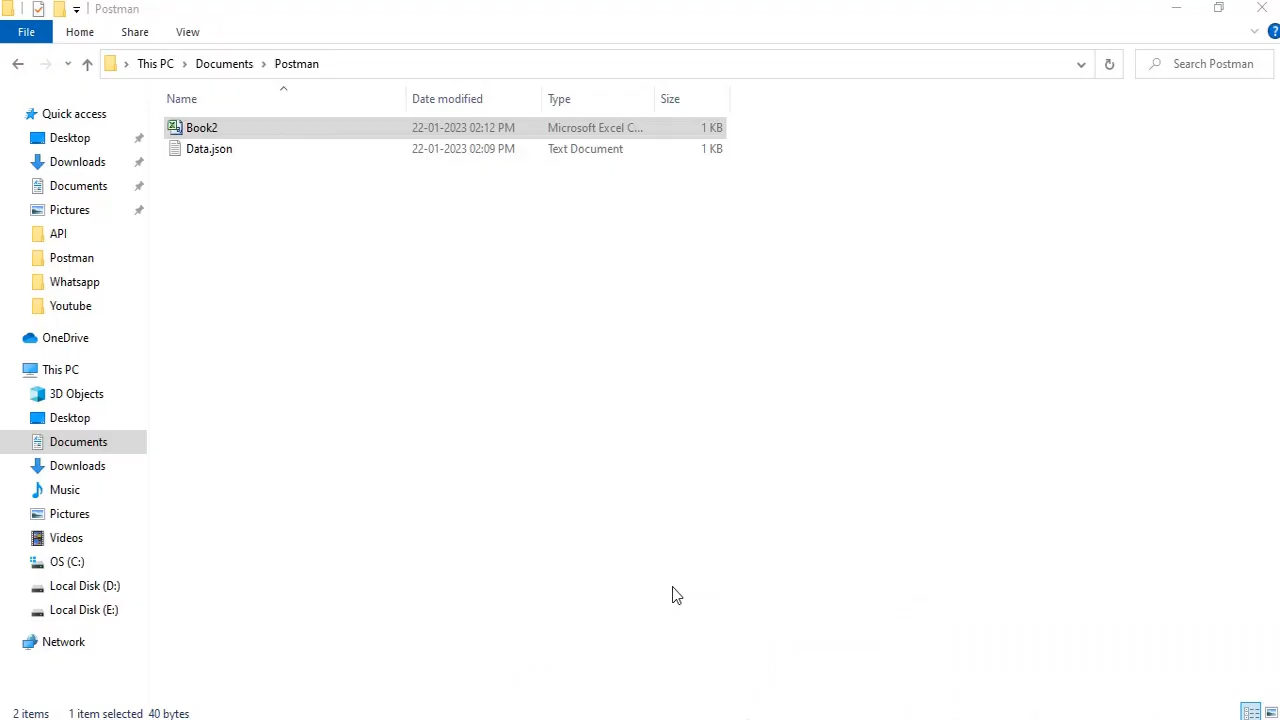 Postman
File Home Share View
This PC Documents Postman Search Postman
Name Date modified Type Size
Quick access
Desktop
Downloads
Documents
Pictures
API
Postman
Whatsapp
Youtube
OneDrive
This PC
3D Objects
Desktop
Documents
Downloads
Music
Pictures
Videos
OS (C:)
Local Disk (D:)
Local Disk (E:)
Network
Book2 22-01-2023 02:12 PM Microsoft Excel C... 1 KB
Data.json 22-01-2023 02:09 PM Text Document 1 KB
2 items 1 item selected 40 bytes